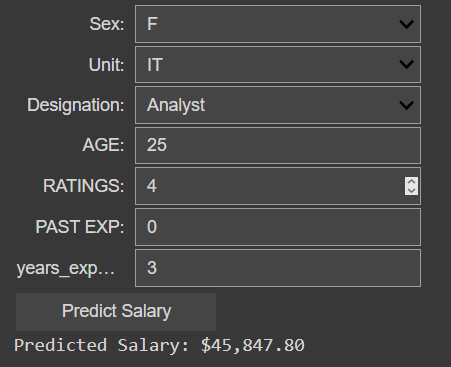 Sex: F
Unit: IT
Designation: Analyst
AGE: 25
RATINGS: 4
PAST EXP: 0
years_exp... 3
Predict Salary
Predicted Salary: $45,847.80